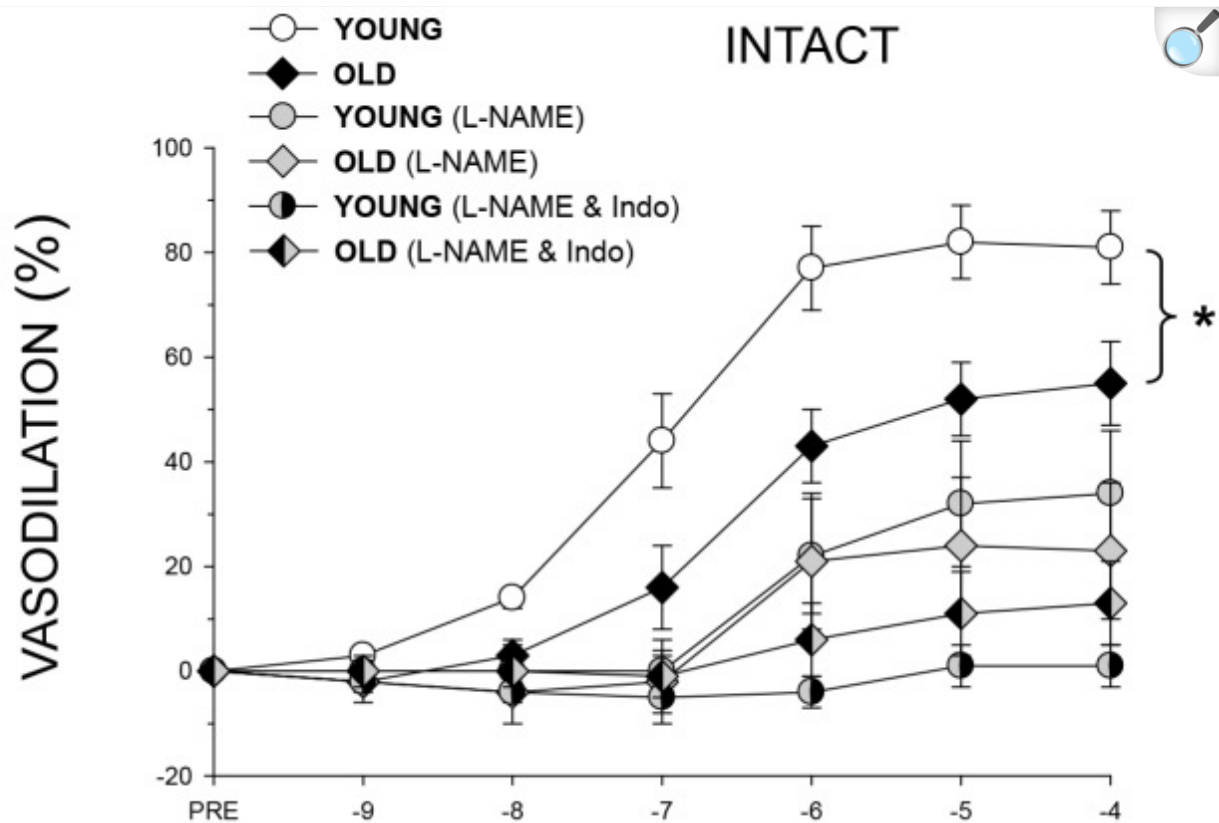 YOUNG
INTACT
OLD
YOUNG (L-NAME)
OLD (L-NAME)
YOUNG (L-NAME & Indo)
OLD (L-NAME & Indo)
VASODILATION (%)
100
80
60
40
20
0
-20
*
PRE -9 -8 -7 -6 -5 -4